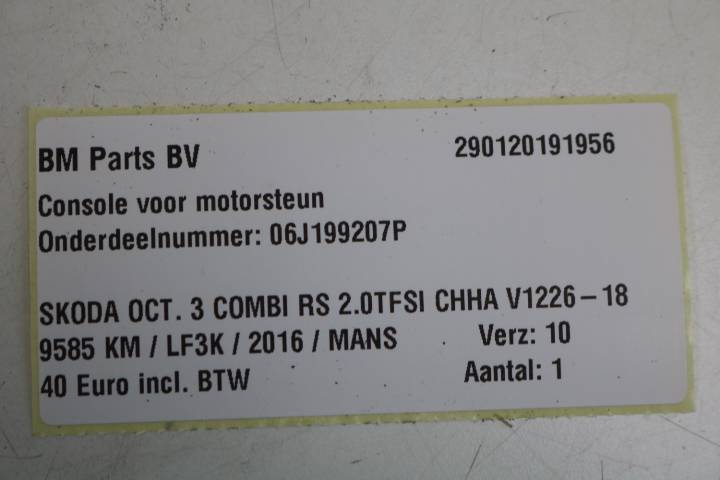 BM Parts BV 290120191956
Console voor motorsteun
Onderdeelnummer: 06J199207P
SKODA OCT. 3 COMBI RS 2.0TFSI CHHA V1226-18
9585 KM / LF3K / 2016 / MANS Verz: 10
40 Euro incl. BTW Aantal: 1